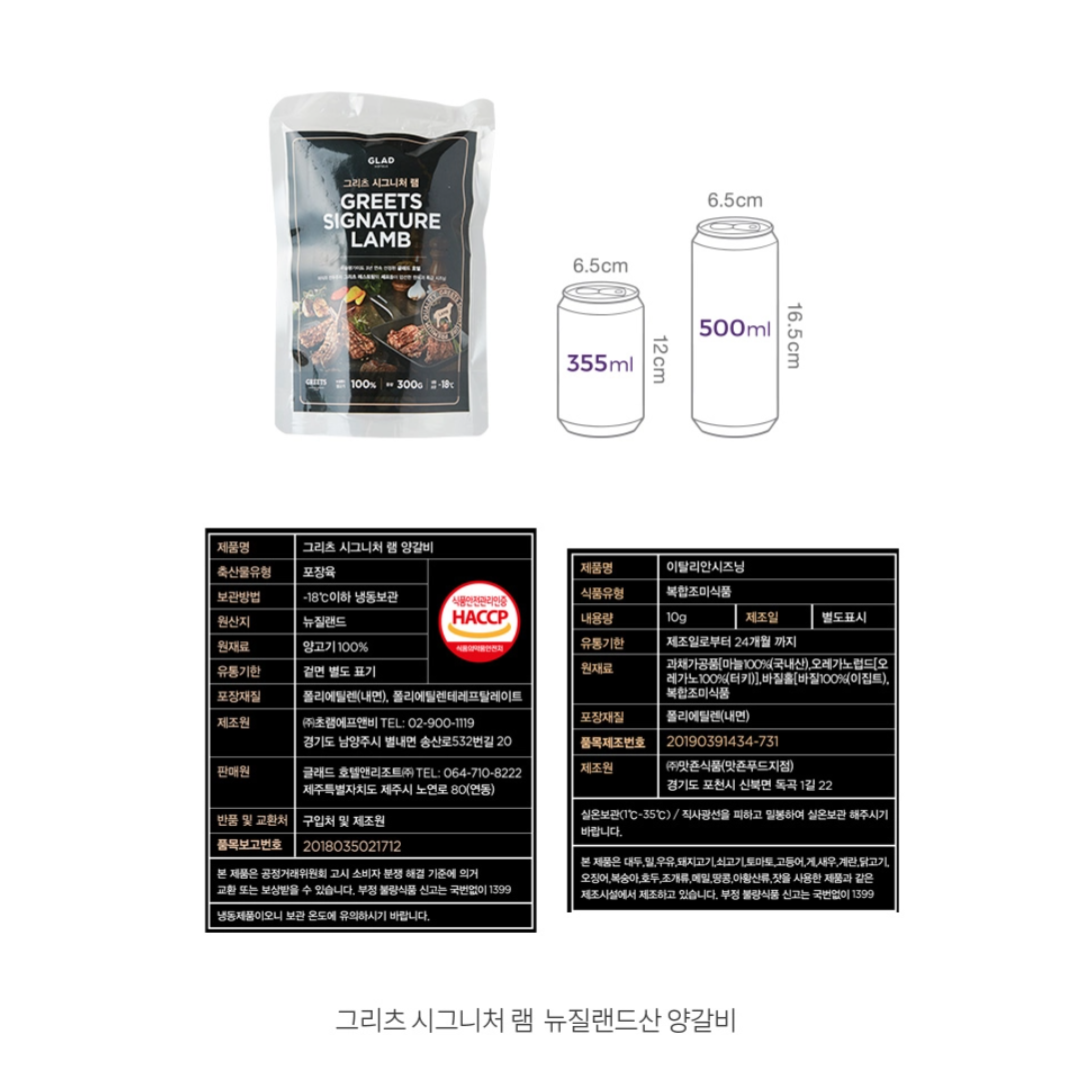 GLAD
그리츠 시그니처 램
GREETS
SIGNATURE
LAMB
GREETS
100%
300G
-18℃
6.5cm
355ml
12cm
6.5cm
500ml
16.5cm
제품명 그리츠 시그니처 램 양갈비
축산물유형 포장육
보관방법 -18℃이하 냉동보관
원산지 뉴질랜드
원재료 양고기 100%
유통기한 겉면 별도 표기
식품안전관리인증
HACCP
식품의약품안전처
포장재질 폴리에틸렌(내면), 폴리에틸렌테레프탈레이트
제조원 ㈜초램에프앤비 TEL: 02-900-1119
경기도 남양주시 별내면 송산로532번길 20
판매원 글래드 호텔앤리조트㈜ TEL: 064-710-8222
제주특별자치도 제주시 노연로 80(연동)
반품 및 교환처 구입처 및 제조원
품목보고번호 2018035021712
본 제품은 공정거래위원회 고시 소비자 분쟁 해결 기준에 의거
교환 또는 보상받을 수 있습니다. 부정 불량식품 신고는 국번없이 1399
냉동제품이오니 보관 온도에 유의하시기 바랍니다.
제품명 이탈리안시즈닝
식품유형 복합조미식품
내용량 10g 제조일 별도표시
유통기한 제조일로부터 24개월 까지
원재료 과채가공품[마늘100%(국내산),오레가노럽드[오
레가노100%(터키)],바질홀[바질100%(이집트),
복합조미식품
포장재질 폴리에틸렌(내면)
품목제조번호 20190391434-731
제조원 ㈜맛죤식품(맛죤푸드지점)
경기도 포천시 신북면 독곡 1길 22
실온보관(1℃-35℃) / 직사광선을 피하고 밀봉하여 실온보관 해주시기
바랍니다.
본 제품은 대두,밀,우유,돼지고기,쇠고기,토마토,고등어,게,새우,계란,닭고기,
오징어,복숭아,호두,조개류,메밀,땅콩,아황산류,잣을 사용한 제품과 같은
제조시설에서 제조하고 있습니다. 부정 불량식품 신고는 국번없이 1399
그리츠 시그니처 램 뉴질랜드산 양갈비